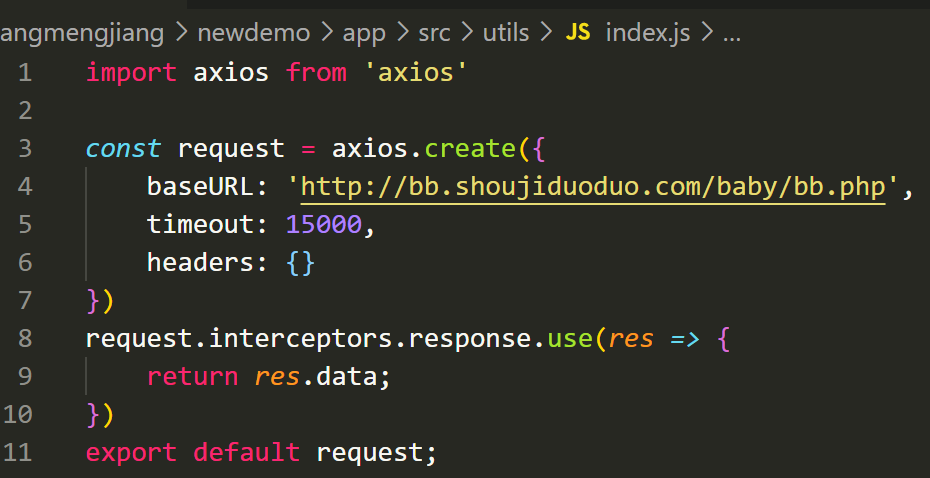 angmengjiang > newdemo > app > src > utils > JS index.js > ...
1 import axios from 'axios'
2
3 const request = axios.create({
4     baseURL: 'http://bb.shoujiduoduo.com/baby/bb.php',
5     timeout: 15000,
6     headers: {}
7 })
8 request.interceptors.response.use(res => {
9     return res.data;
10 })
11 export default request;